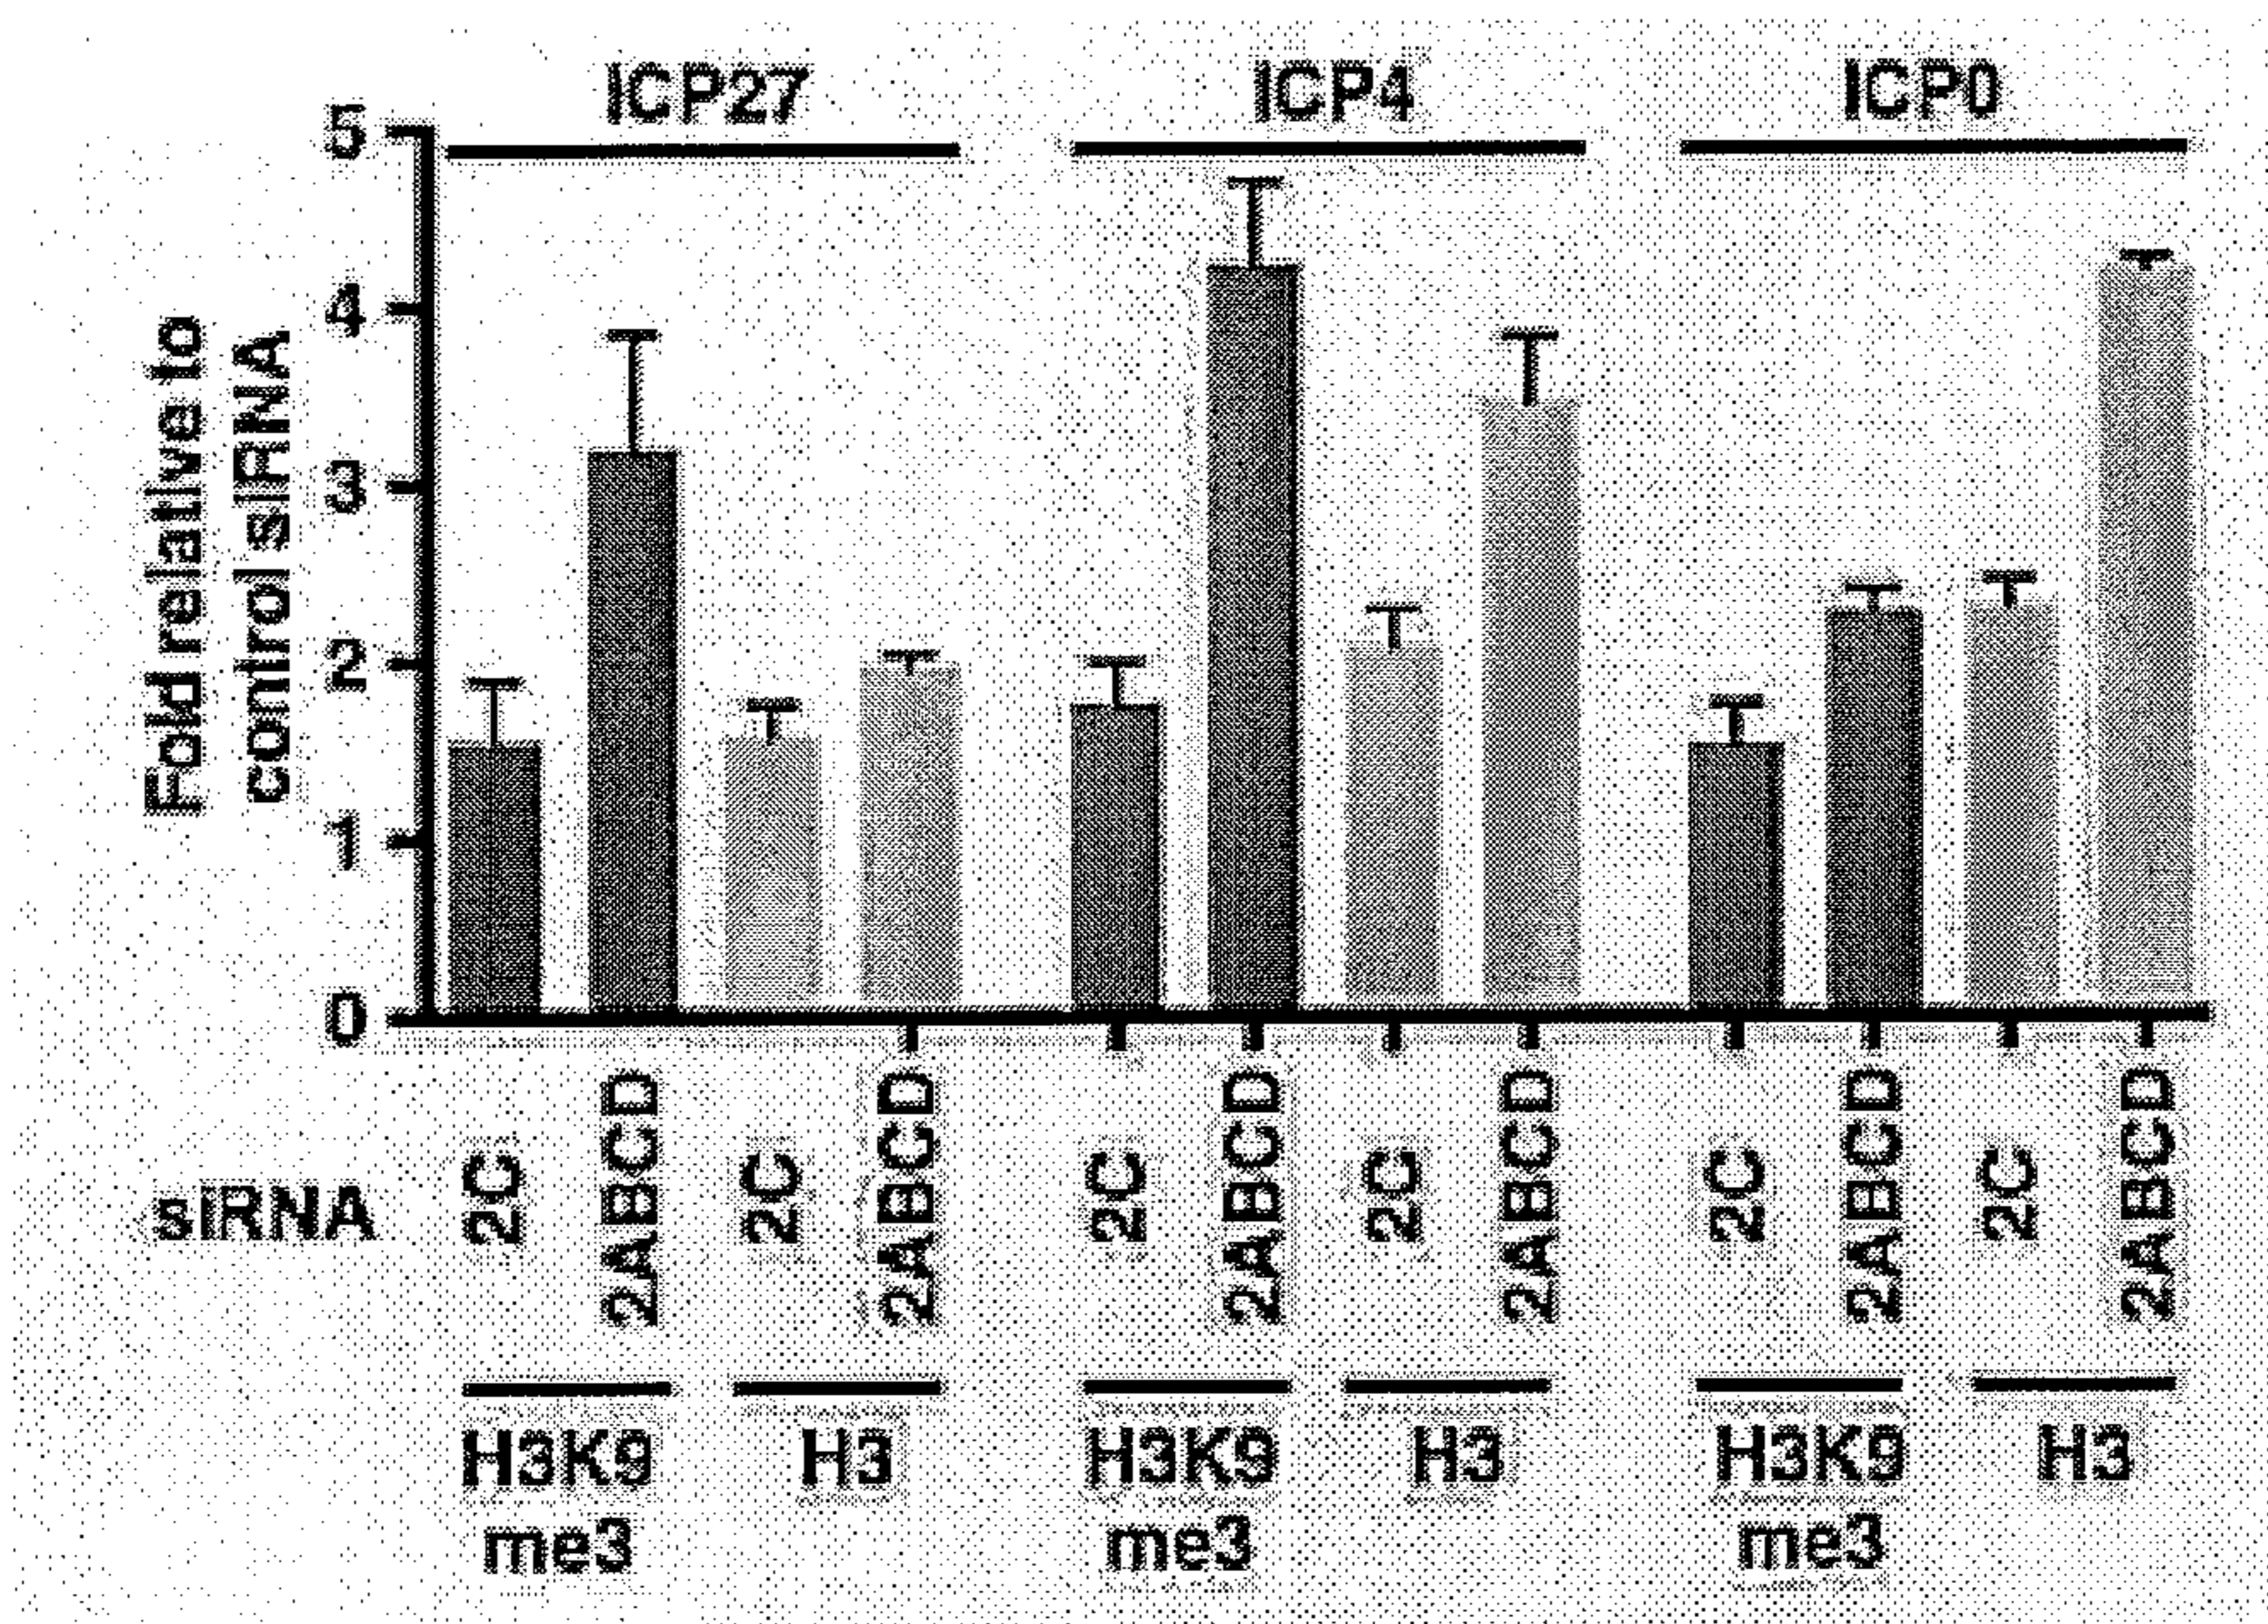 ICP27 ICP4 ICP0
5
4
3
2
1
0
Fold relative to
control siRNA
siRNA 2C 2ABCD 2C 2ABCD 2C 2ABCD 2C 2ABCD 2C 2ABCD 2C 2ABCD
H3K9 H3 H3K9 H3 H3K9 H3
me3 me3 me3